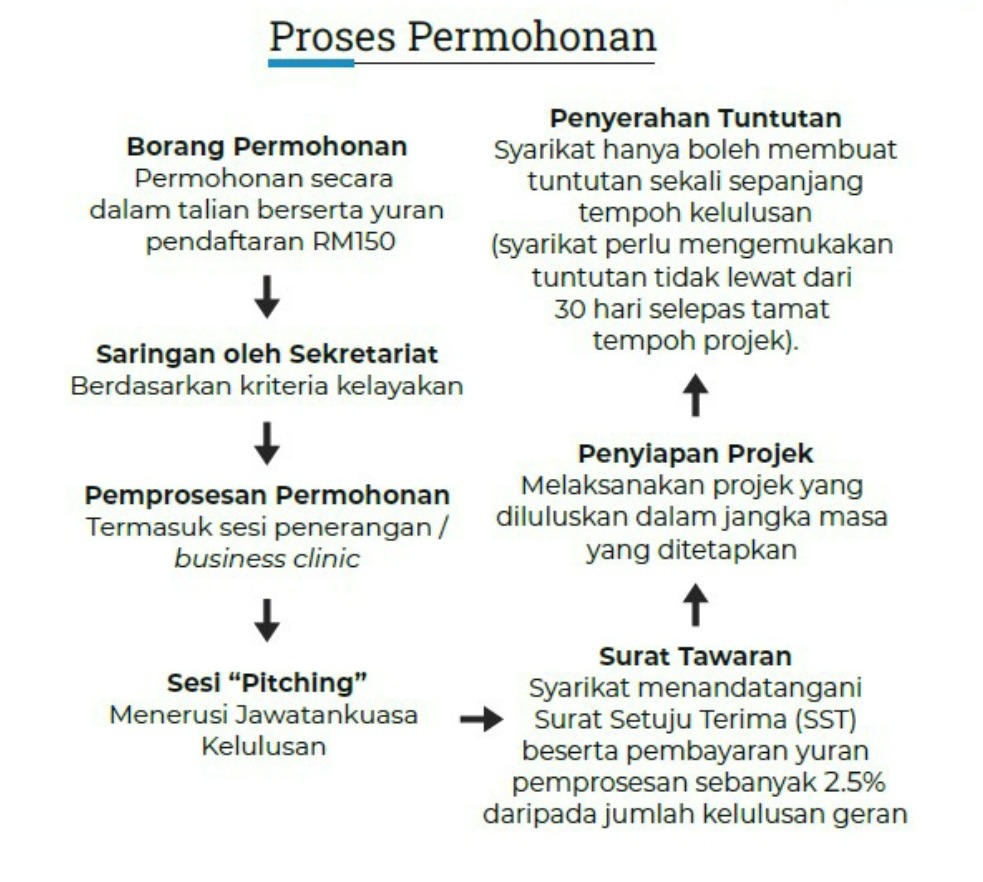 Proses Permohonan
Borang Permohonan
Permohonan secara
dalam talian berserta yuran
pendaftaran RM150
Saringan oleh Sekretariat
Berdasarkan kriteria kelayakan
Pemprosesan Permohonan
Termasuk sesi penerangan /
business clinic
Sesi “Pitching”
Menerusi Jawatankuasa
Kelulusan
Surat Tawaran
Syarikat menandatangani
Surat Setuju Terima (SST)
beserta pembayaran yuran
pemprosesan sebanyak 2.5%
daripada jumlah kelulusan geran
Penyiapan Projek
Melaksanakan projek yang
diluluskan dalam jangka masa
yang ditetapkan
Penyerahan Tuntutan
Syarikat hanya boleh membuat
tuntutan sekali sepanjang
tempoh kelulusan
(syarikat perlu mengemukakan
tuntutan tidak lewat dari
30 hari selepas tamat
tempoh projek).